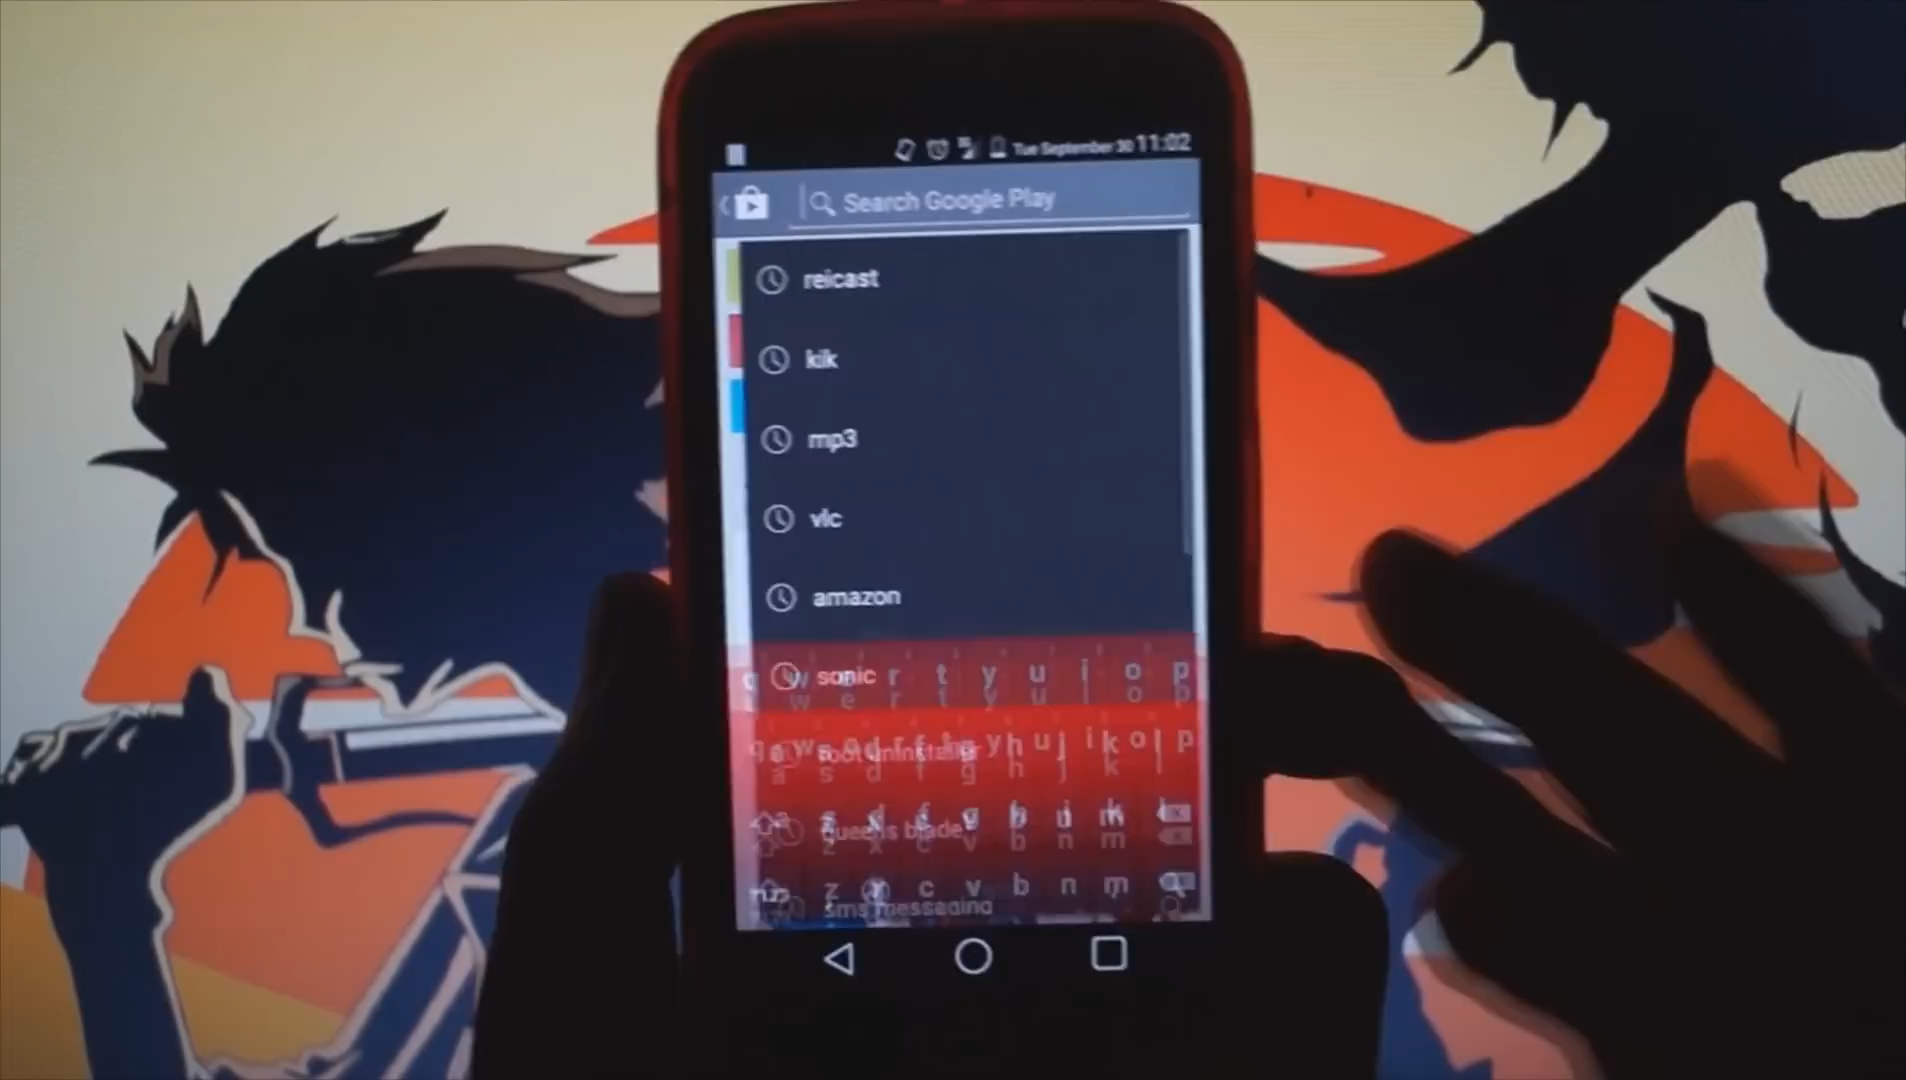 Tue September 30 11:02
Search Google Play
reicast
kik
mp3
vlc
amazon
sonic
root uninstaller
queens blade
sms messaging
q w e r t y u i o p
a s d f g h j k l
z x c v b n m